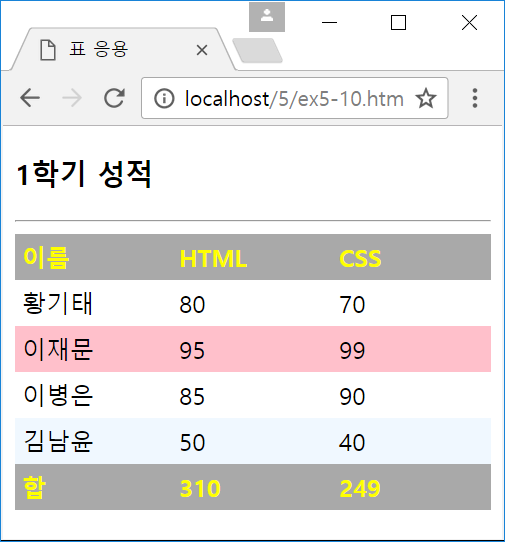 표 응용
localhost/5/ex5-10.htm
1학기 성적
이름 HTML CSS
황기태 80 70
이재문 95 99
이병은 85 90
김남윤 50 40
합 310 249